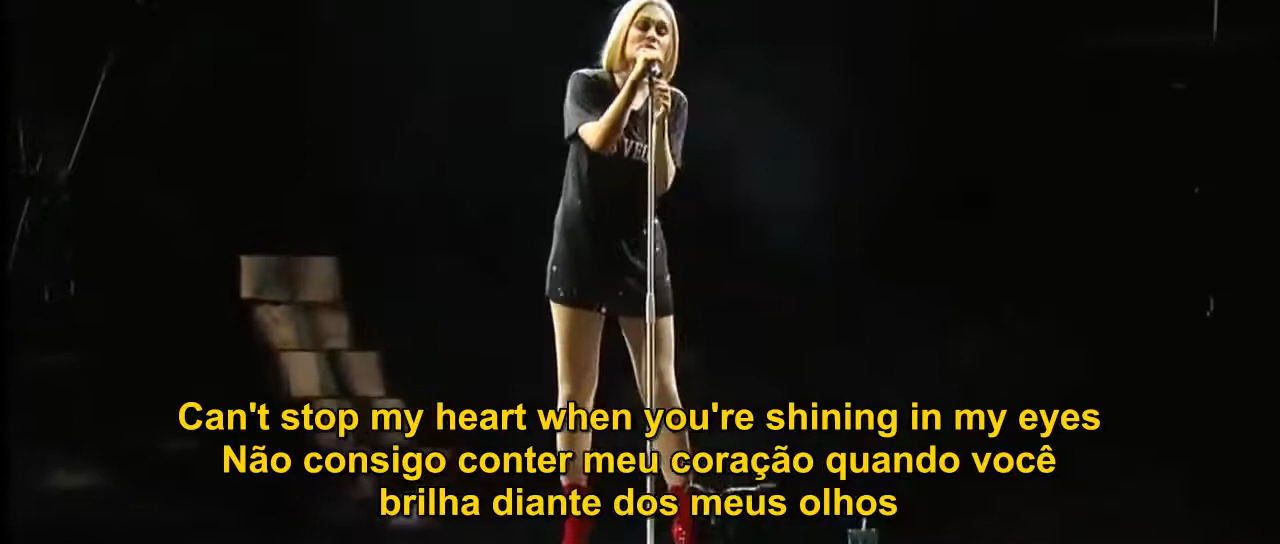 Can't stop my heart when you're shining in my eyes
Não consigo conter meu coração quando você
brilha diante dos meus olhos